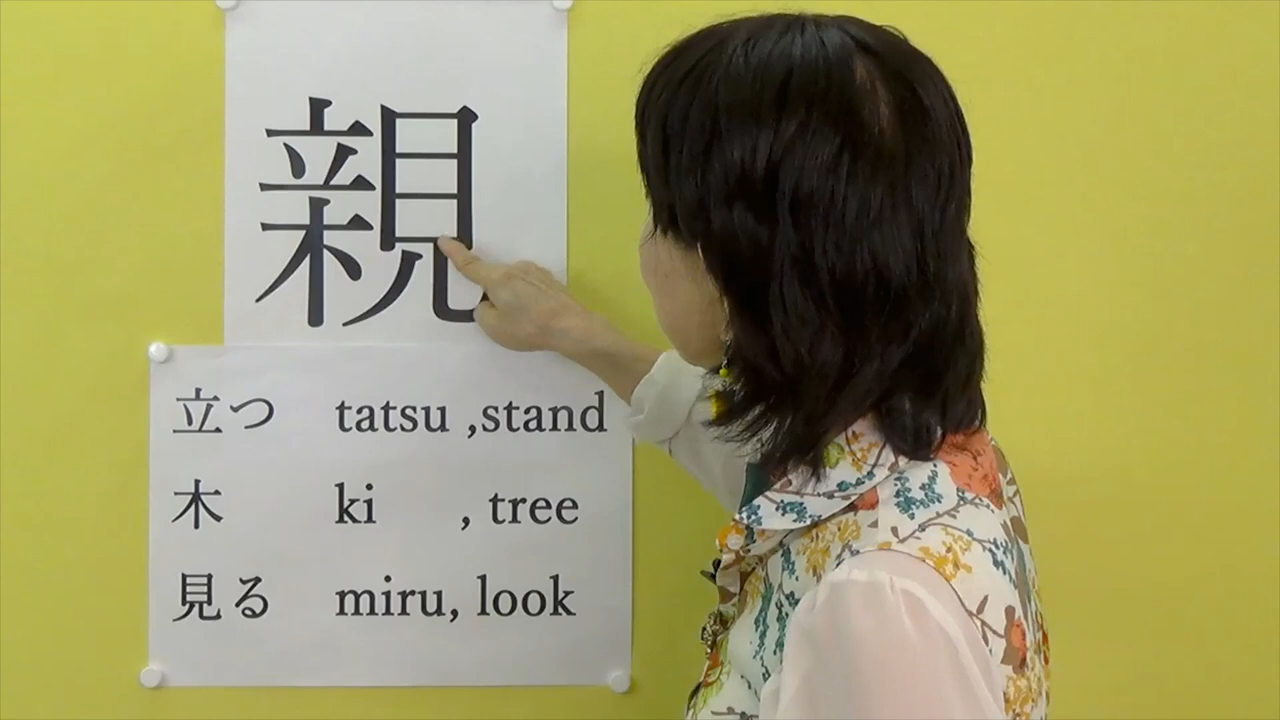 親
立つ tatsu ,stand
木 ki , tree
見る miru, look